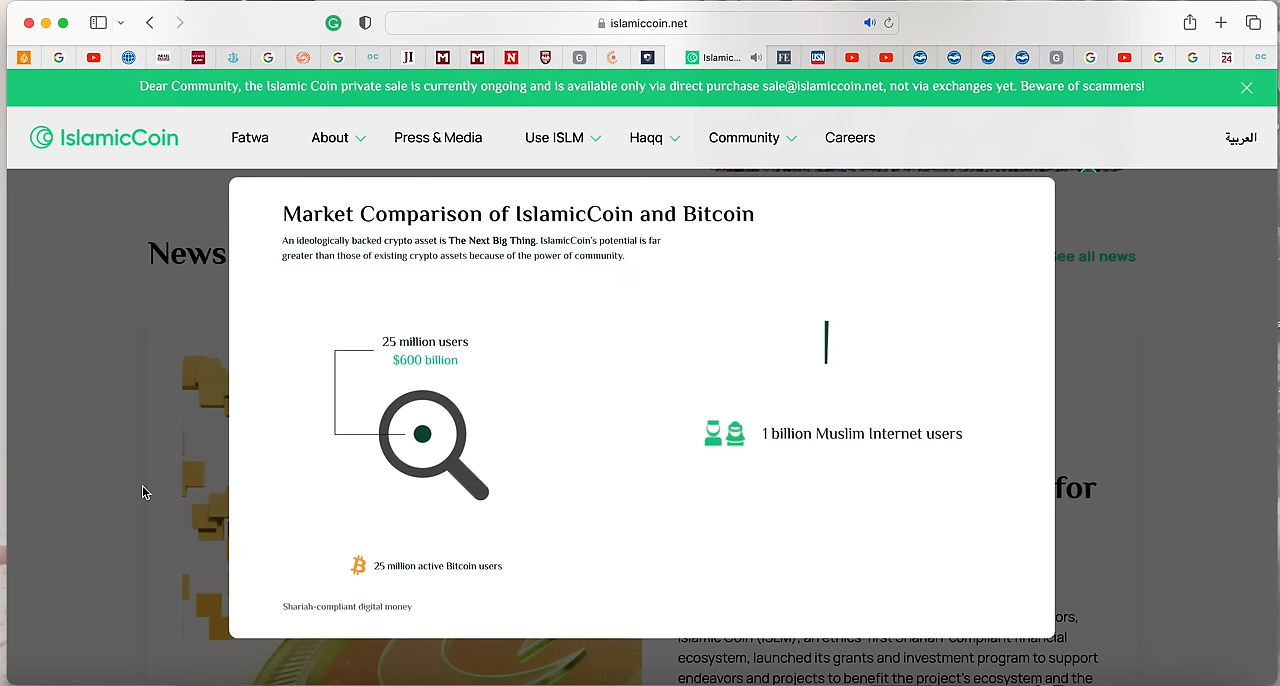 islamiccoin.net
JI
N
G
Islamic...
FE
USN
G
24
OC
Dear Community, the Islamic Coin private sale is currently ongoing and is available only via direct purchase sale@islamiccoin.net, not via exchanges yet. Beware of scammers!
IslamicCoin
Fatwa
About
Press & Media
Use ISLM
Haqq
Community
Careers
العربية
News
See all news
Market Comparison of IslamicCoin and Bitcoin
An ideologically backed crypto asset is The Next Big Thing. IslamicCoin's potential is far
greater than those of existing crypto assets because of the power of community.
25 million users
$600 billion
1 billion Muslim Internet users
25 million active Bitcoin users
Shariah-compliant digital money
for
ors,
Islamic Coin (ISLM), an ethics-first Shariah-compliant financial
ecosystem, launched its grants and investment program to support
endeavors and projects to benefit the project's ecosystem and the